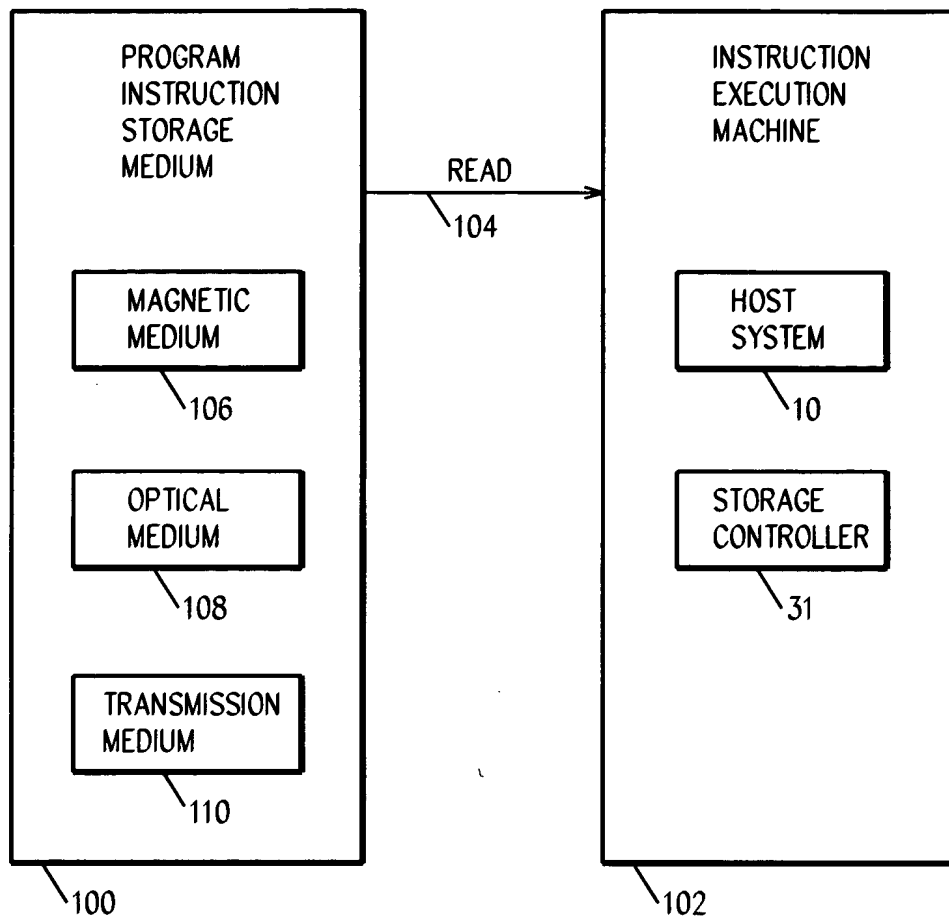 PROGRAM
INSTRUCTION
STORAGE
MEDIUM
MAGNETIC
MEDIUM
106
OPTICAL
MEDIUM
108
TRANSMISSION
MEDIUM
110
100
READ
104
INSTRUCTION
EXECUTION
MACHINE
HOST
SYSTEM
10
STORAGE
CONTROLLER
31
102